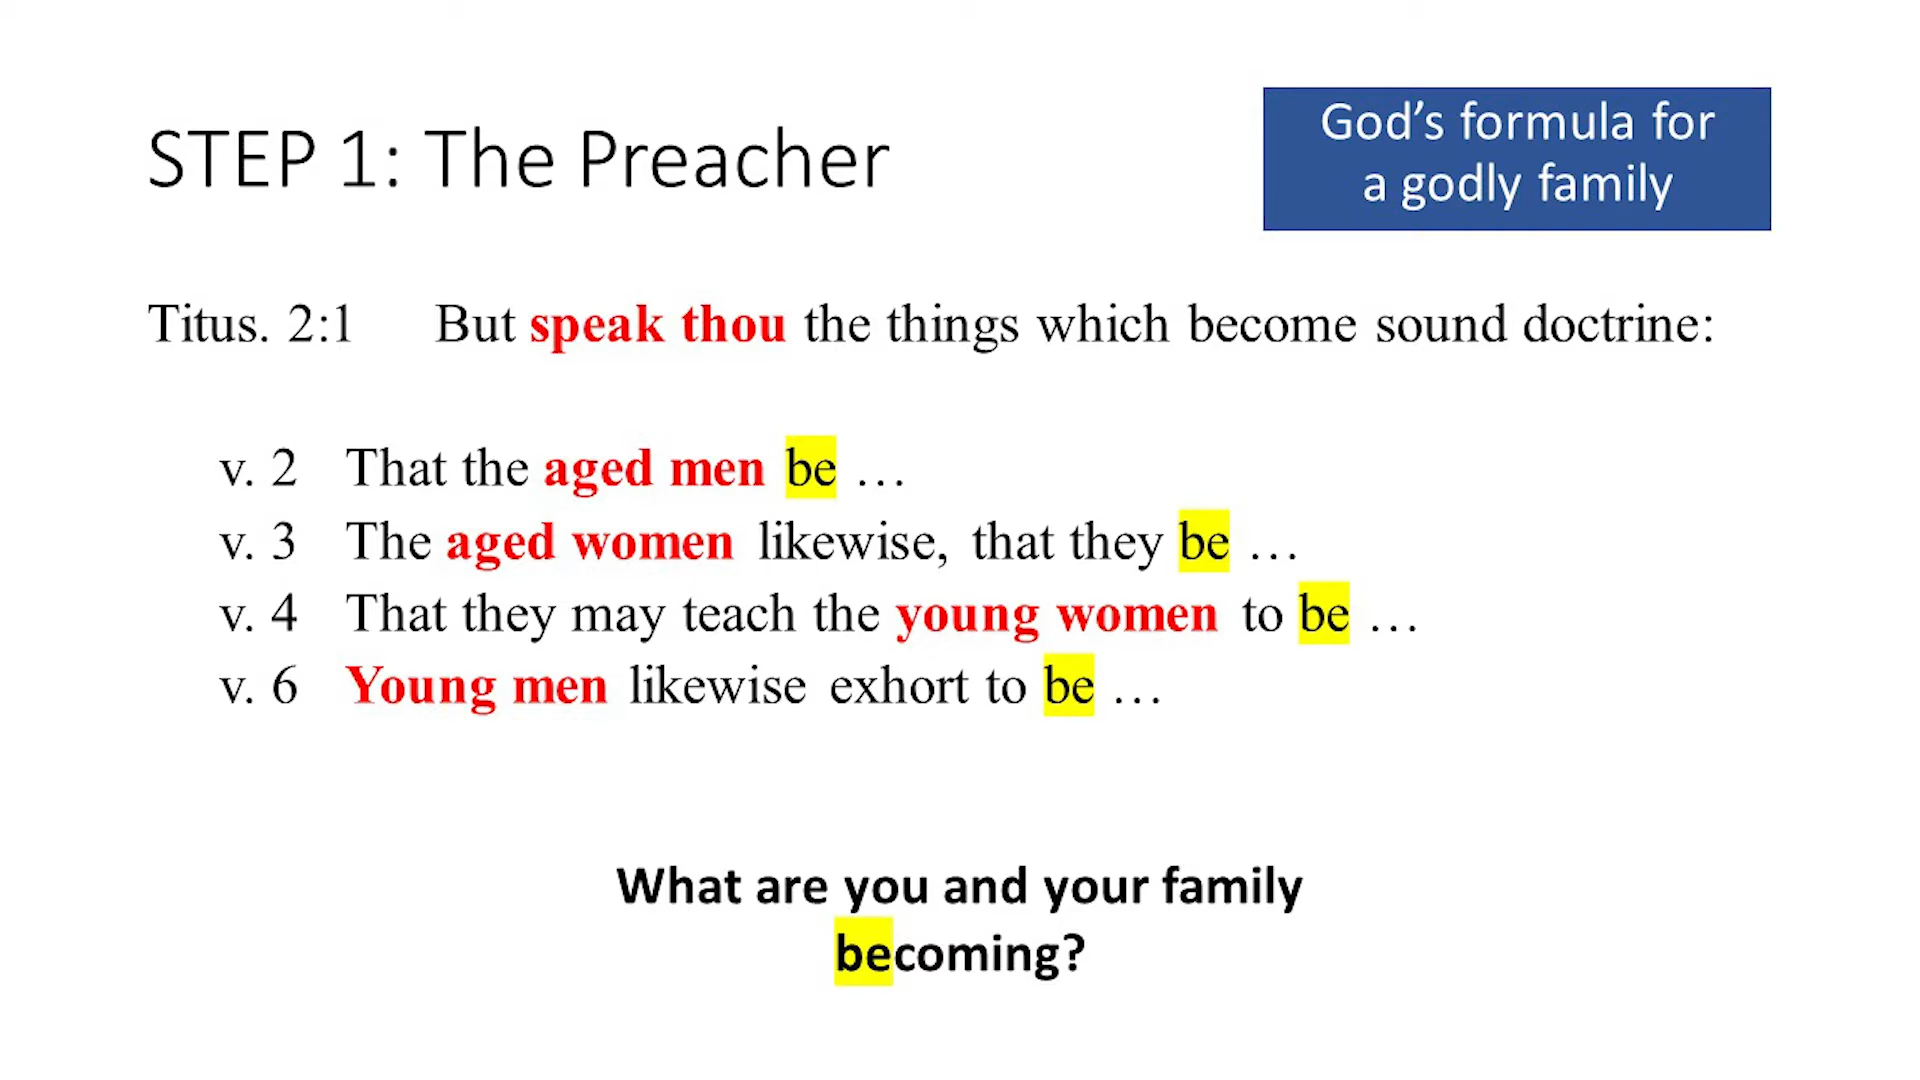 STEP 1: The Preacher
God’s formula for
a godly family
Titus. 2:1 But speak thou the things which become sound doctrine:
v. 2 That the aged men be …
v. 3 The aged women likewise, that they be …
v. 4 That they may teach the young women to be …
v. 6 Young men likewise exhort to be …
What are you and your family
becoming?